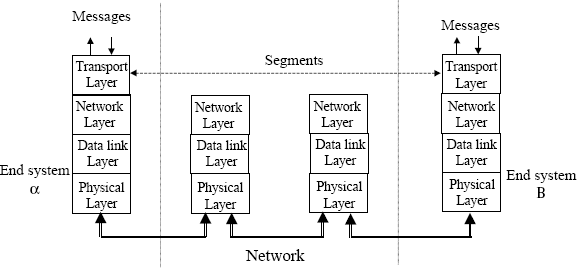 Messages
Messages
Transport
Layer
Segments
Transport
Layer
Network
Layer
Network
Layer
Network
Layer
Network
Layer
Data link
Layer
Data link
Layer
Data link
Layer
Data link
Layer
End system
α
Physical
Layer
Physical
Layer
Physical
Layer
Physical
Layer
End system
B
Network